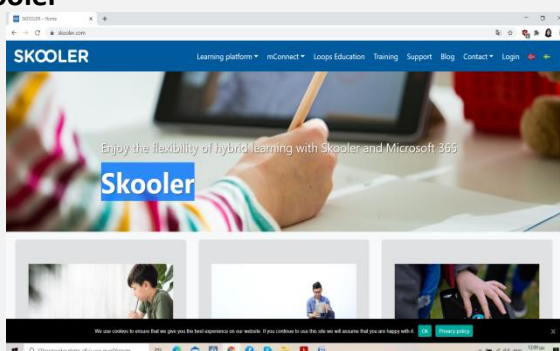 ooler
SKOOLER - Home
skooler.com
SKOOLER
Learning platform mConnect Loops Education Training Support Blog Contact Login
Enjoy the flexibility of hybrid learning with Skooler and Microsoft 365
Skooler
We use cookies to ensure that we give you the best experience on our website. If you continue to use this site we will assume that you are happy with it. Ok Privacy policy